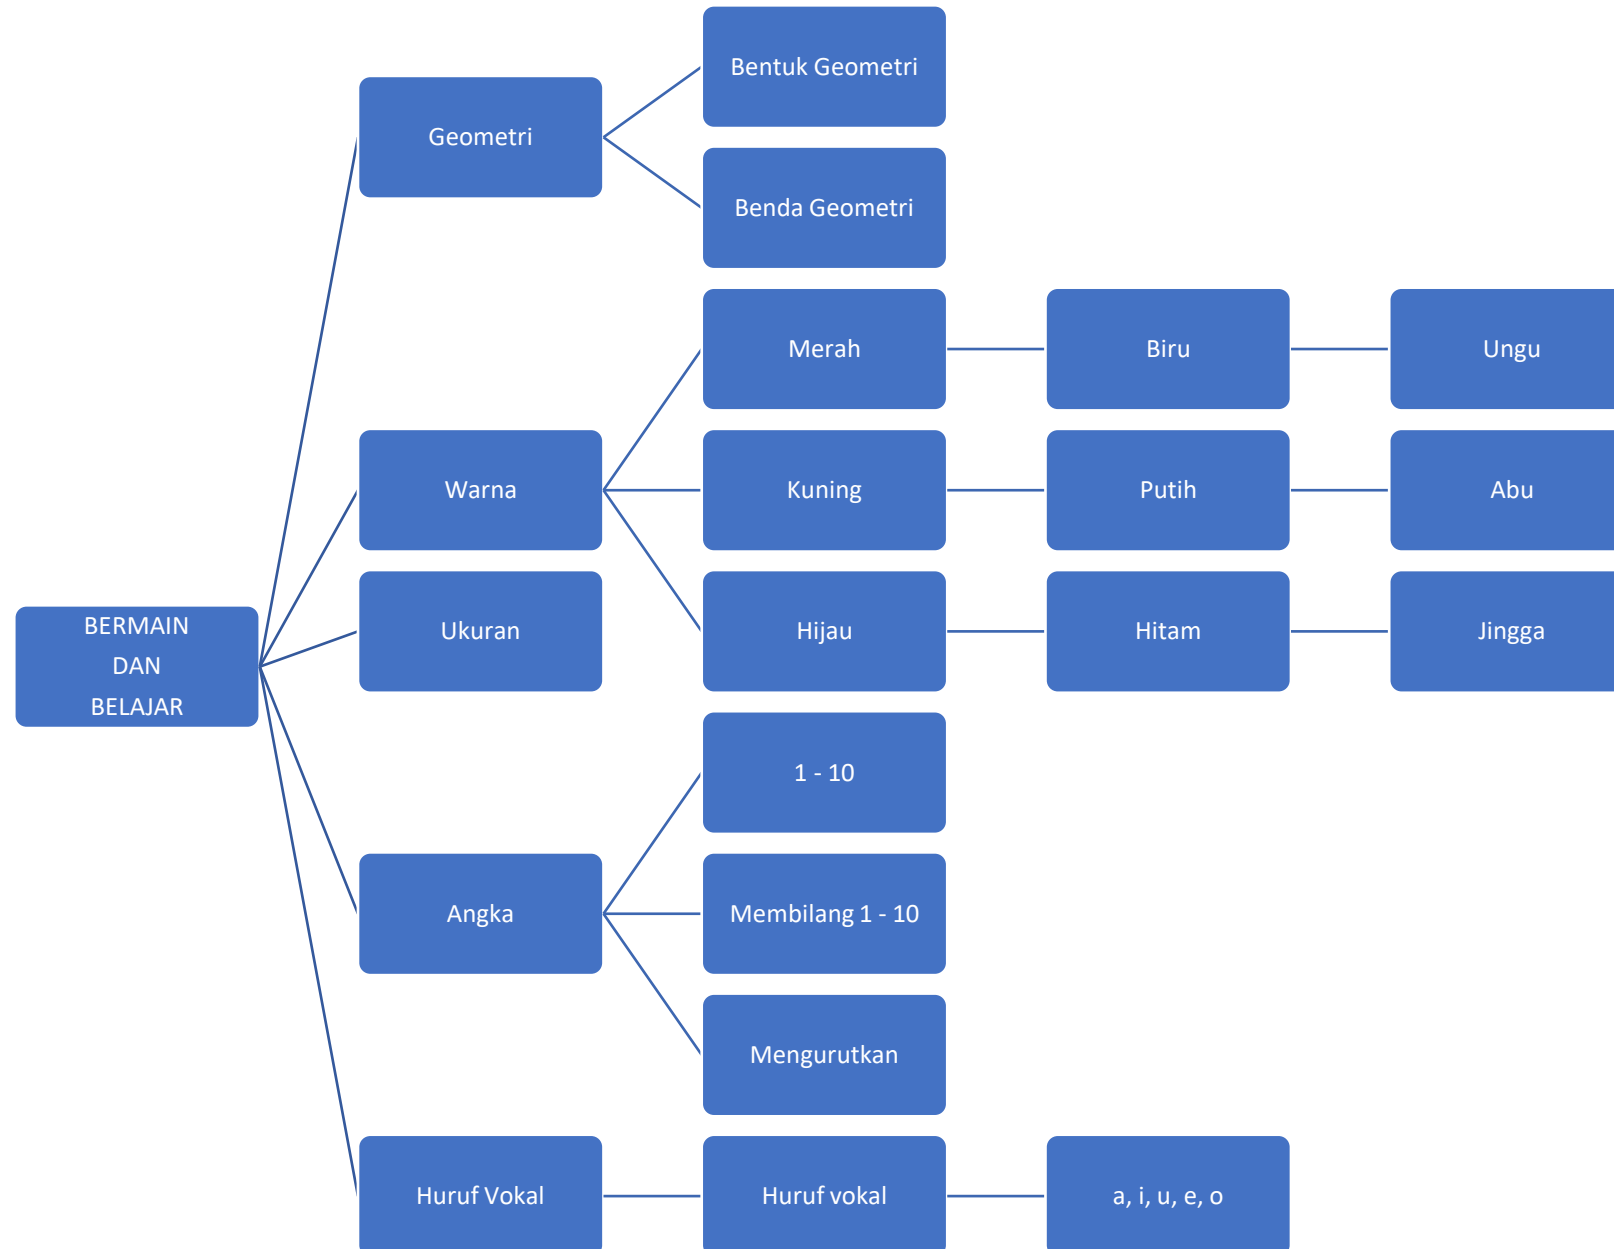 Bentuk Geometri
Geometri
Benda Geometri
Merah
Biru
Ungu
Warna
Kuning
Putih
Abu
BERMAIN
DAN
BELAJAR
Ukuran
Hijau
Hitam
Jingga
1 - 10
Angka
Membilang 1 - 10
Mengurutkan
Huruf Vokal
Huruf vokal
a, i, u, e, o